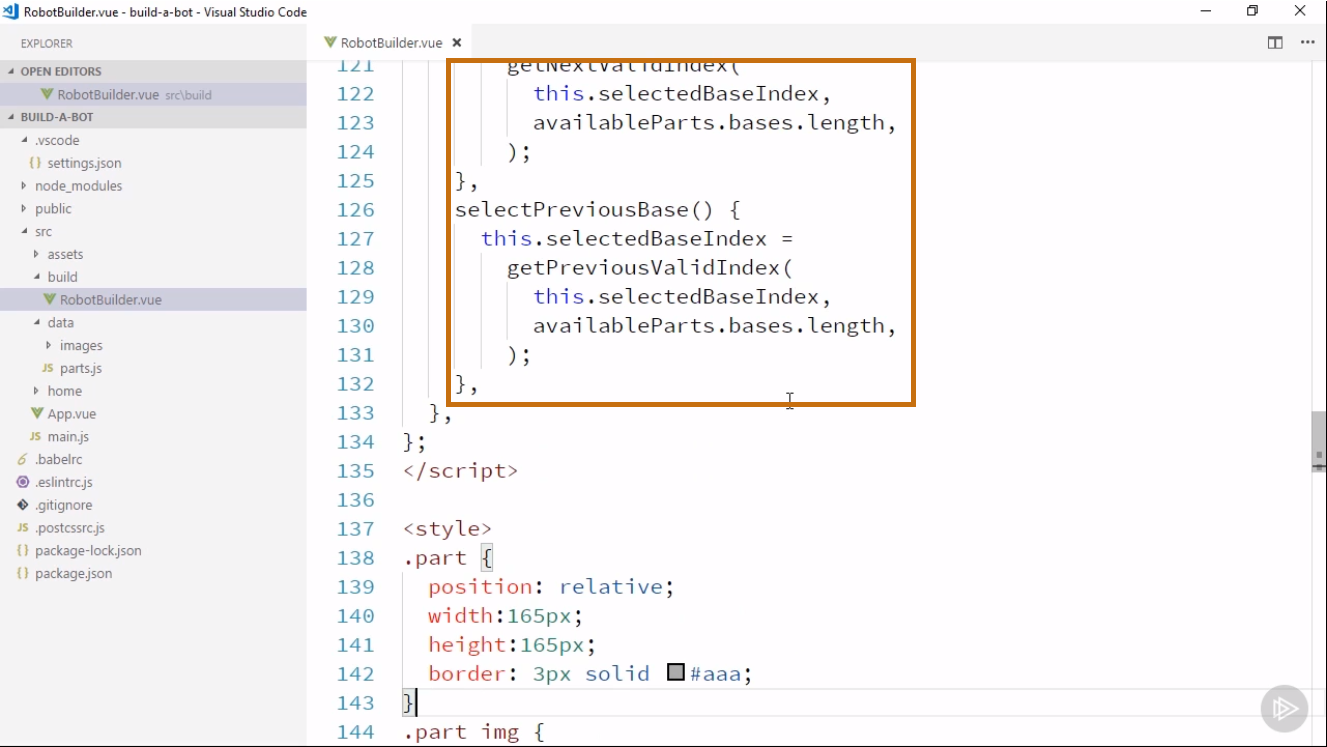 RobotBuilder.vue - build-a-bot - Visual Studio Code
EXPLORER
OPEN EDITORS
RobotBuilder.vue src\build
BUILD-A-BOT
.vscode
{} settings.json
node_modules
public
src
assets
build
RobotBuilder.vue
data
images
JS parts.js
home
App.vue
JS main.js
6 .babelrc
.eslintrc.js
.gitignore
JS .postcssrc.js
{} package-lock.json
{} package.json
RobotBuilder.vue
121 getNextValidIndex(
122 this.selectedBaseIndex,
123 availableParts.bases.length,
124 );
125 },
126 selectPreviousBase() {
127 this.selectedBaseIndex =
128 getPreviousValidIndex(
129 this.selectedBaseIndex,
130 availableParts.bases.length,
131 );
132 },
133 },
134 };
135 </script>
136
137 <style>
138 .part {
139 position: relative;
140 width:165px;
141 height:165px;
142 border: 3px solid #aaa;
143 }
144 .part img {